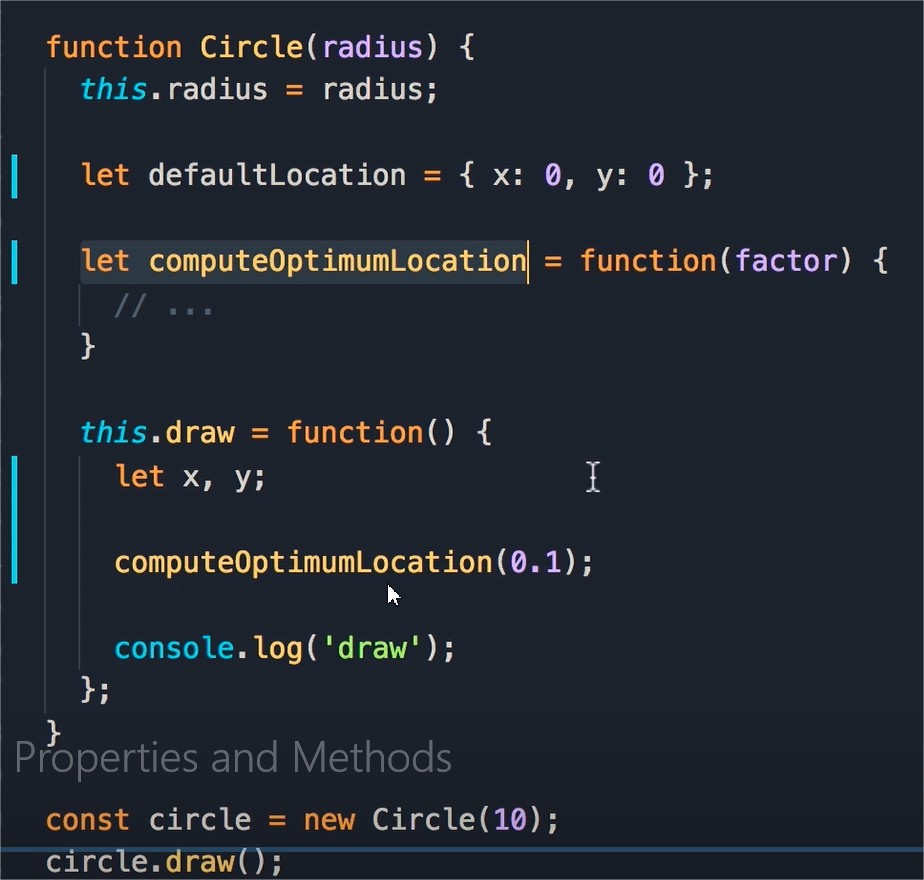 function Circle(radius) {
this.radius = radius;
let defaultLocation = { x: 0, y: 0 };
let computeOptimumLocation = function(factor) {
// ...
}
this.draw = function() {
let x, y;
computeOptimumLocation(0.1);
console.log('draw');
};
}
Properties and Methods
const circle = new Circle(10);
circle.draw();